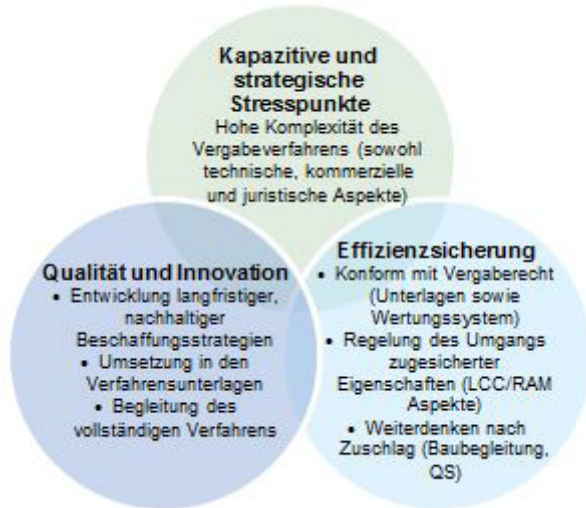 Kapazitive und
strategische
Stresspunkte
Hohe Komplexität des
Vergabeverfahrens (sowohl
technische, kommerzielle
und juristische Aspekte)
Qualität und Innovation
• Entwicklung langfristiger,
nachhaltiger
Beschaffungsstrategien
• Umsetzung in den
Verfahrensunterlagen
• Begleitung des
vollständigen Verfahrens
Effizienzsicherung
• Konform mit Vergaberecht
(Unterlagen sowie
Wertungssystem)
• Regelung des Umgangs
zugesicherter
Eigenschaften (LCC/RAM
Aspekte)
• Weiterdenken nach
Zuschlag (Baubegleitung,
QS)